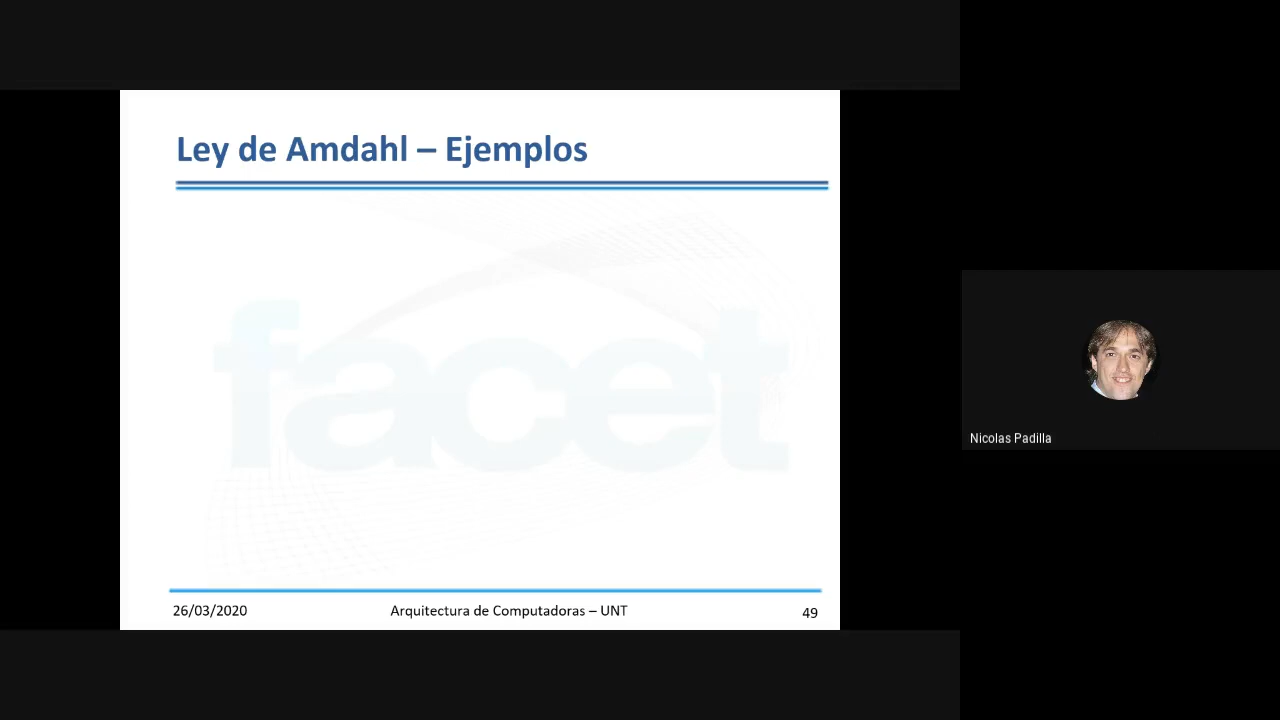 Ley de Amdahl – Ejemplos
facet
Nicolas Padilla
26/03/2020
Arquitectura de Computadoras – UNT
49